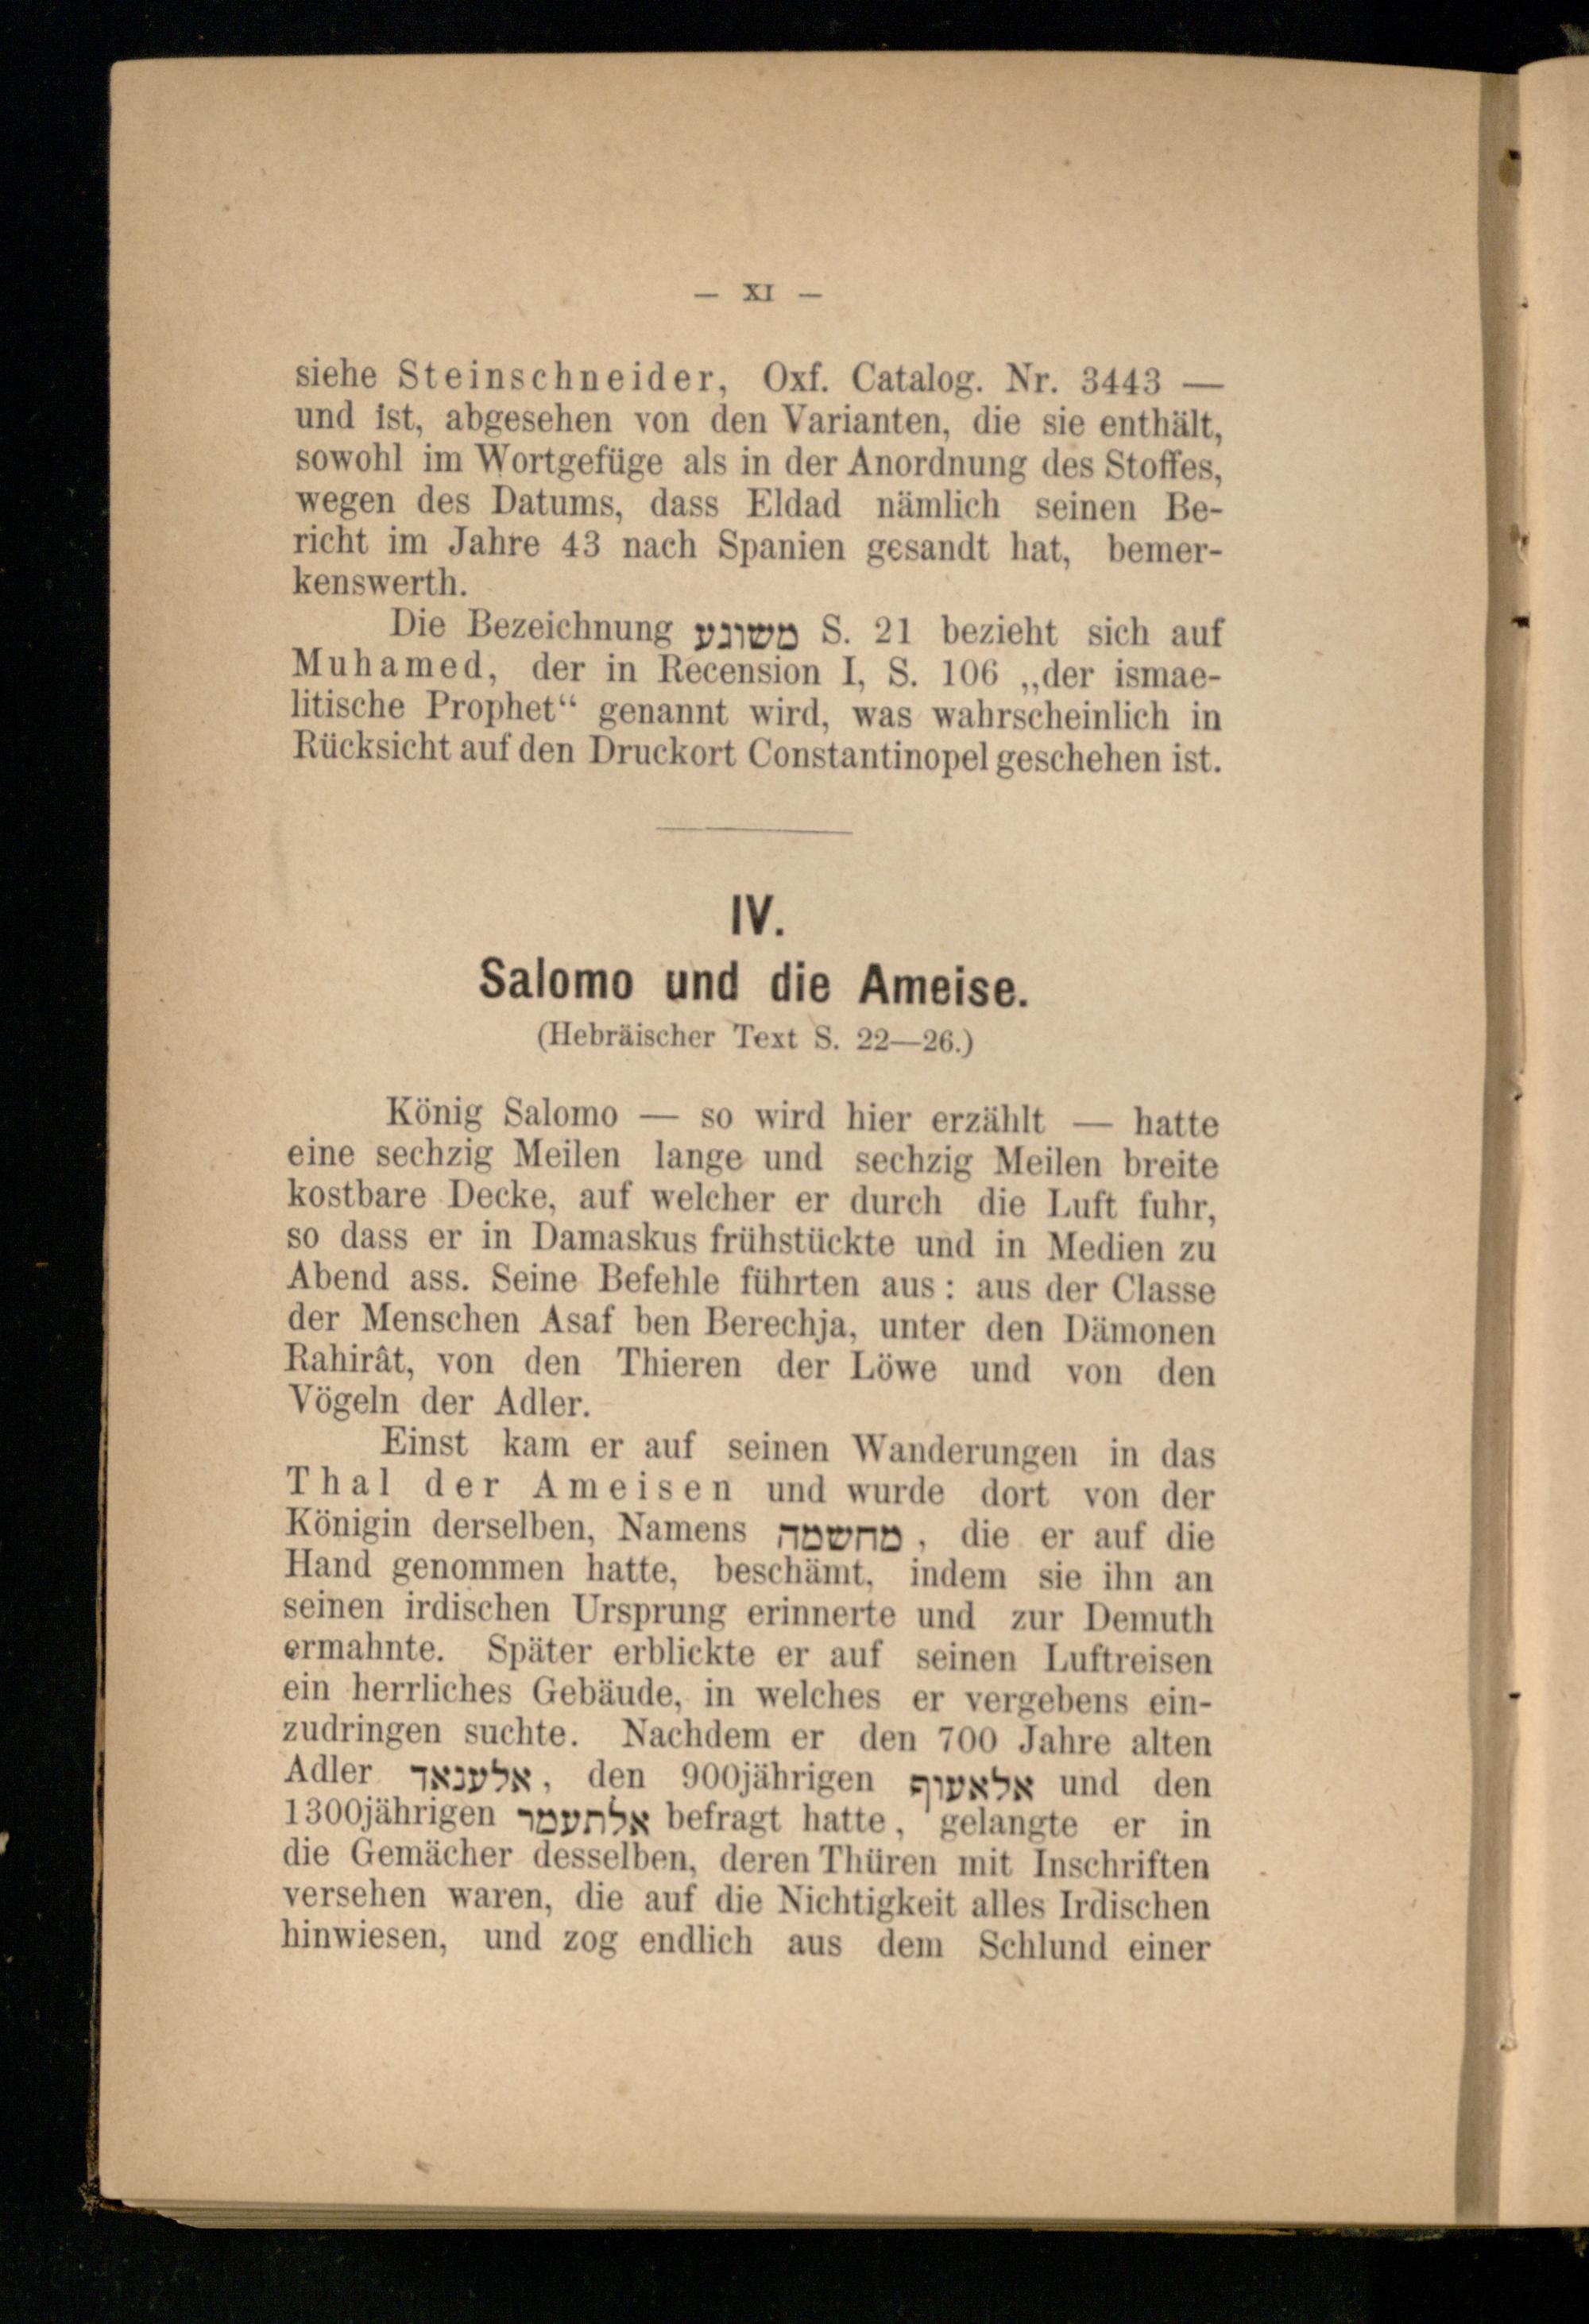 — XI —
siehe Steinschneider, Oxf. Catalog. Nr. 3443 —
und ist, abgesehen von den Varianten, die sie enthält,
sowohl im Wortgefüge als in der Anordnung des Stoffes,
wegen des Datums, dass Eldad nämlich seinen Be-
richt im Jahre 43 nach Spanien gesandt hat, bemer-
kenswerth.
Die Bezeichnung משוגע S. 21 bezieht sich auf
Muhamed, der in Recension I, S. 106 „der ismae-
litische Prophet“ genannt wird, was wahrscheinlich in
Rücksicht auf den Druckort Constantinopel geschehen ist.
IV.
Salomo und die Ameise.
(Hebräischer Text S. 22—26.)
König Salomo — so wird hier erzählt — hatte
eine sechzig Meilen lange und sechzig Meilen breite
kostbare Decke, auf welcher er durch die Luft fuhr,
so dass er in Damaskus frühstückte und in Medien zu
Abend ass. Seine Befehle führten aus: aus der Classe
der Menschen Asaf ben Berechja, unter den Dämonen
Rahirât, von den Thieren der Löwe und von den
Vögeln der Adler.
Einst kam er auf seinen Wanderungen in das
Thal der Ameisen und wurde dort von der
Königin derselben, Namens מחשמה, die er auf die
Hand genommen hatte, beschämt, indem sie ihn an
seinen irdischen Ursprung erinnerte und zur Demuth
ermahnte. Später erblickte er auf seinen Luftreisen
ein herrliches Gebäude, in welches er vergebens ein-
zudringen suchte. Nachdem er den 700 Jahre alten
Adler אלענאד, den 900jährigen אלאעוף und den
1300jährigen אלתעמר befragt hatte, gelangte er in
die Gemächer desselben, deren Thüren mit Inschriften
versehen waren, die auf die Nichtigkeit alles Irdischen
hinwiesen, und zog endlich aus dem Schlund einer